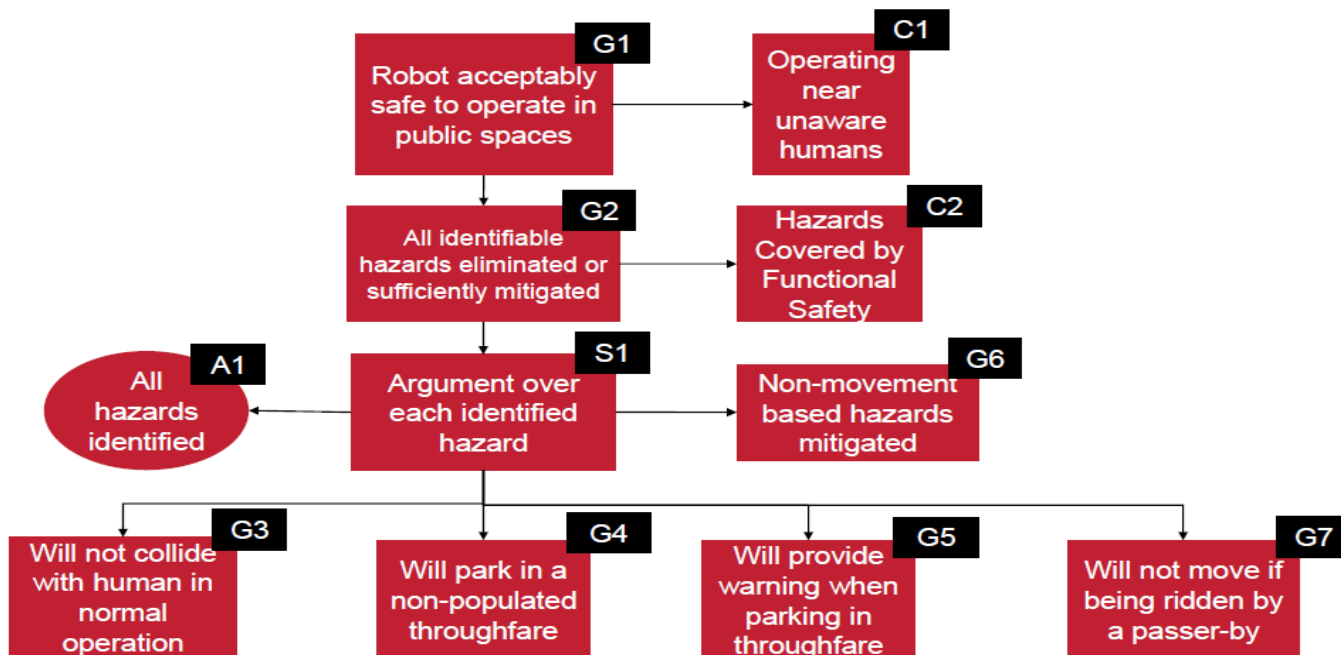 G1
Robot acceptably
safe to operate in
public spaces
C1
Operating
near
unaware
humans
G2
All identifiable
hazards eliminated or
sufficiently mitigated
C2
Hazards
Covered by
Functional
Safety
A1
All
hazards
identified
S1
Argument over
each identified
hazard
G6
Non-movement
based hazards
mitigated
G3
Will not collide
with human in
normal
operation
G4
Will park in a
non-populated
throughfare
G5
Will provide
warning when
parking in
throughfare
G7
Will not move if
being ridden by
a passer-by